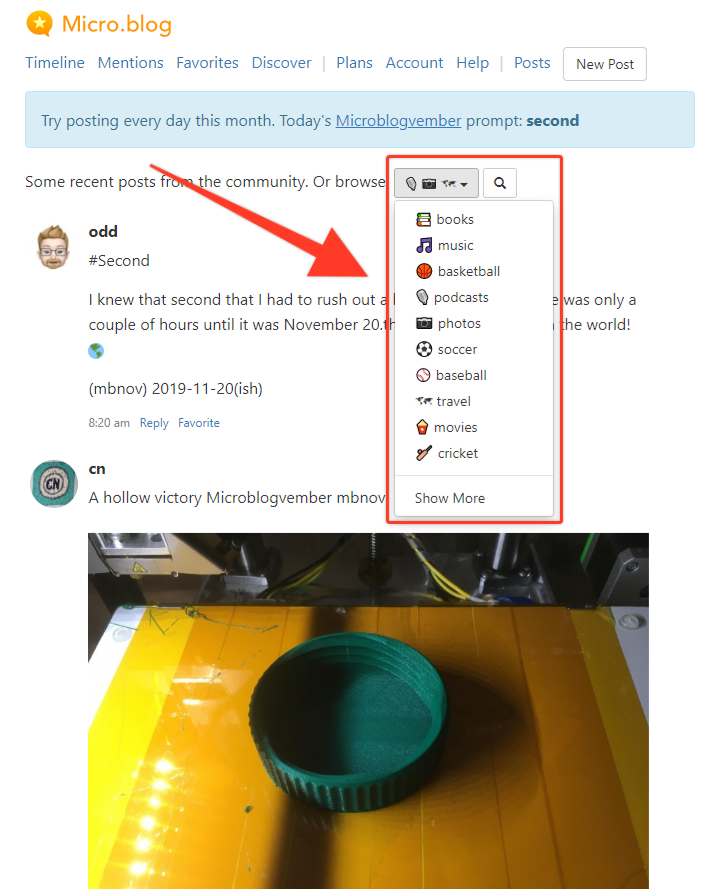 Micro.blog
Timeline Mentions Favorites Discover | Plans Account Help | Posts New Post
Try posting every day this month. Today's Microblogvember prompt: second
Some recent posts from the community. Or browse
books
music
basketball
podcasts
photos
soccer
baseball
travel
movies
cricket
Show More
odd
#Second
I knew that second that I had to rush out a was only a
couple of hours until it was November 20.th the world!
(mbnov) 2019-11-20(ish)
8:20 am Reply Favorite
cn
CN
A hollow victory Microblogvember mbnov